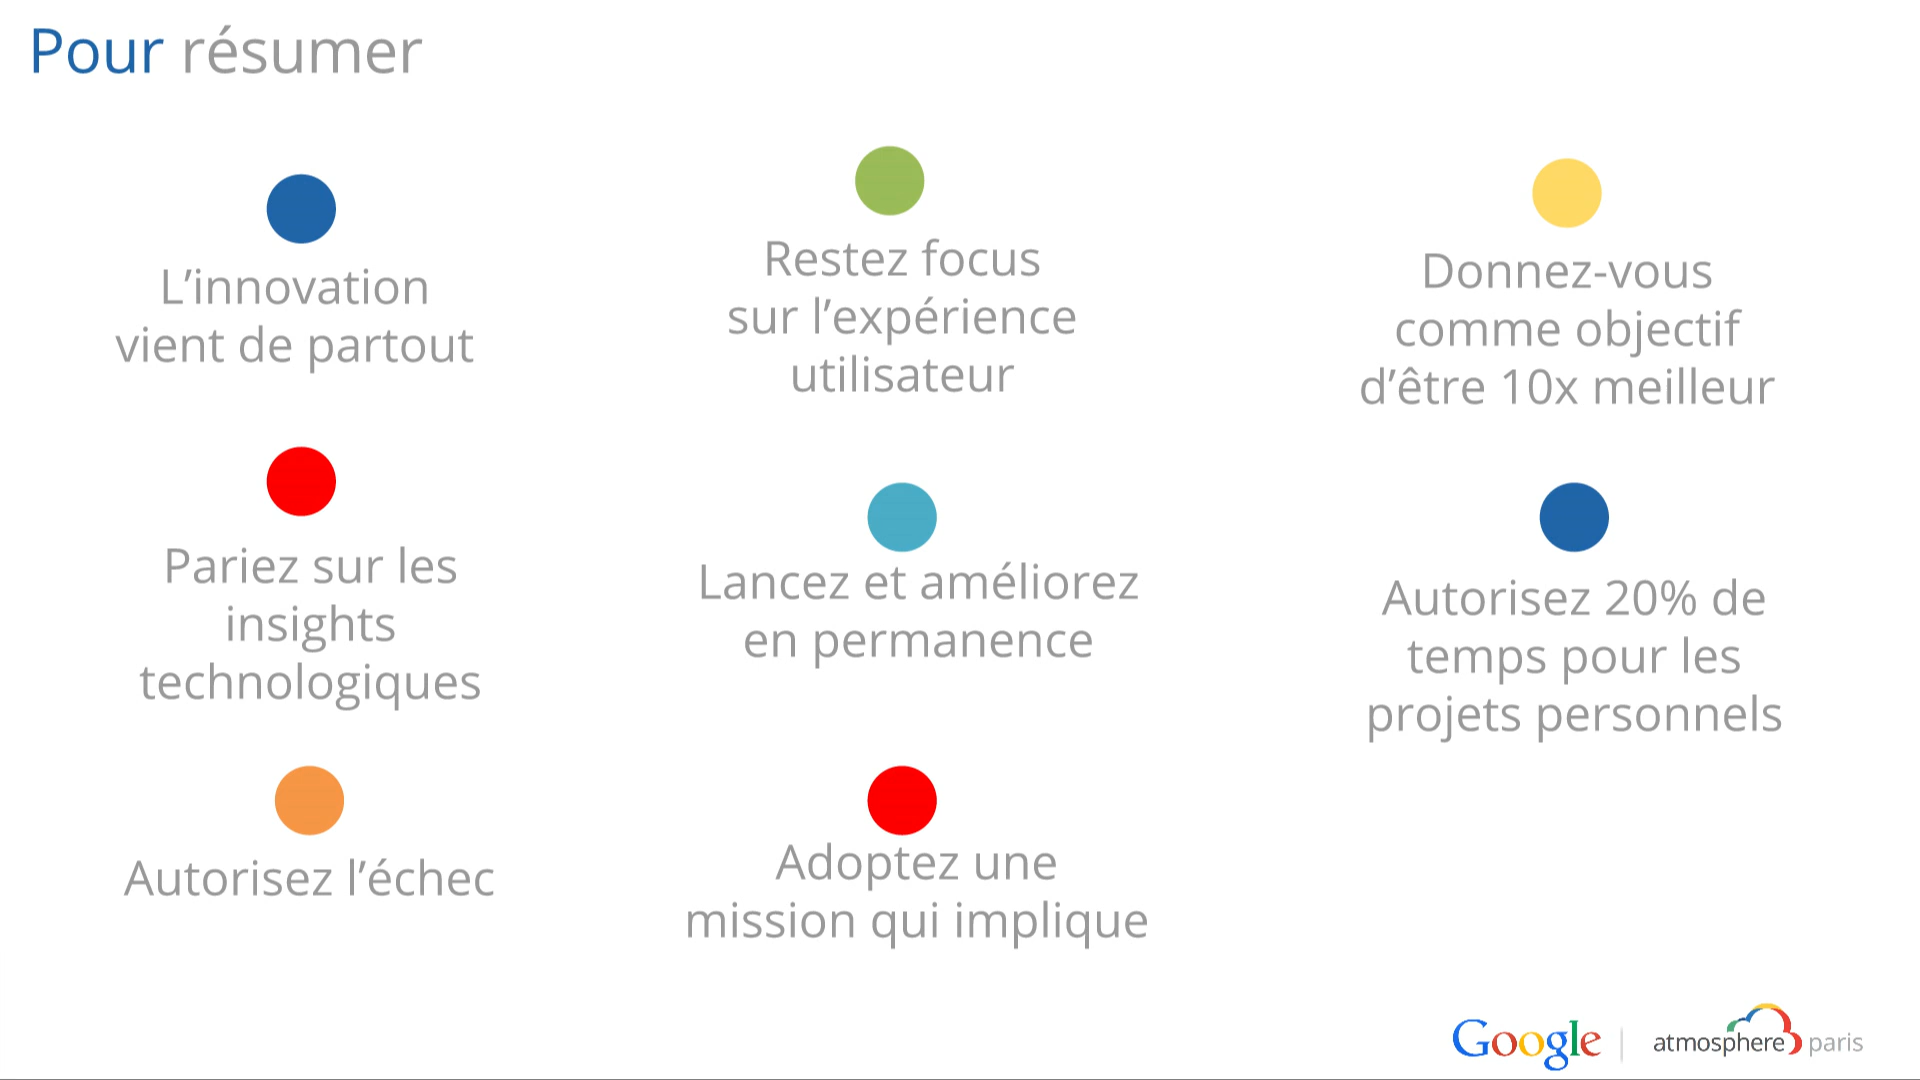 Pour résumer
L’innovation
vient de partout
Restez focus
sur l’expérience
utilisateur
Donnez-vous
comme objectif
d’être 10x meilleur
Pariez sur les
insights
technologiques
Lancez et améliorez
en permanence
Autorisez 20% de
temps pour les
projets personnels
Autorisez l’échec
Adoptez une
mission qui implique
Google | atmosphere paris